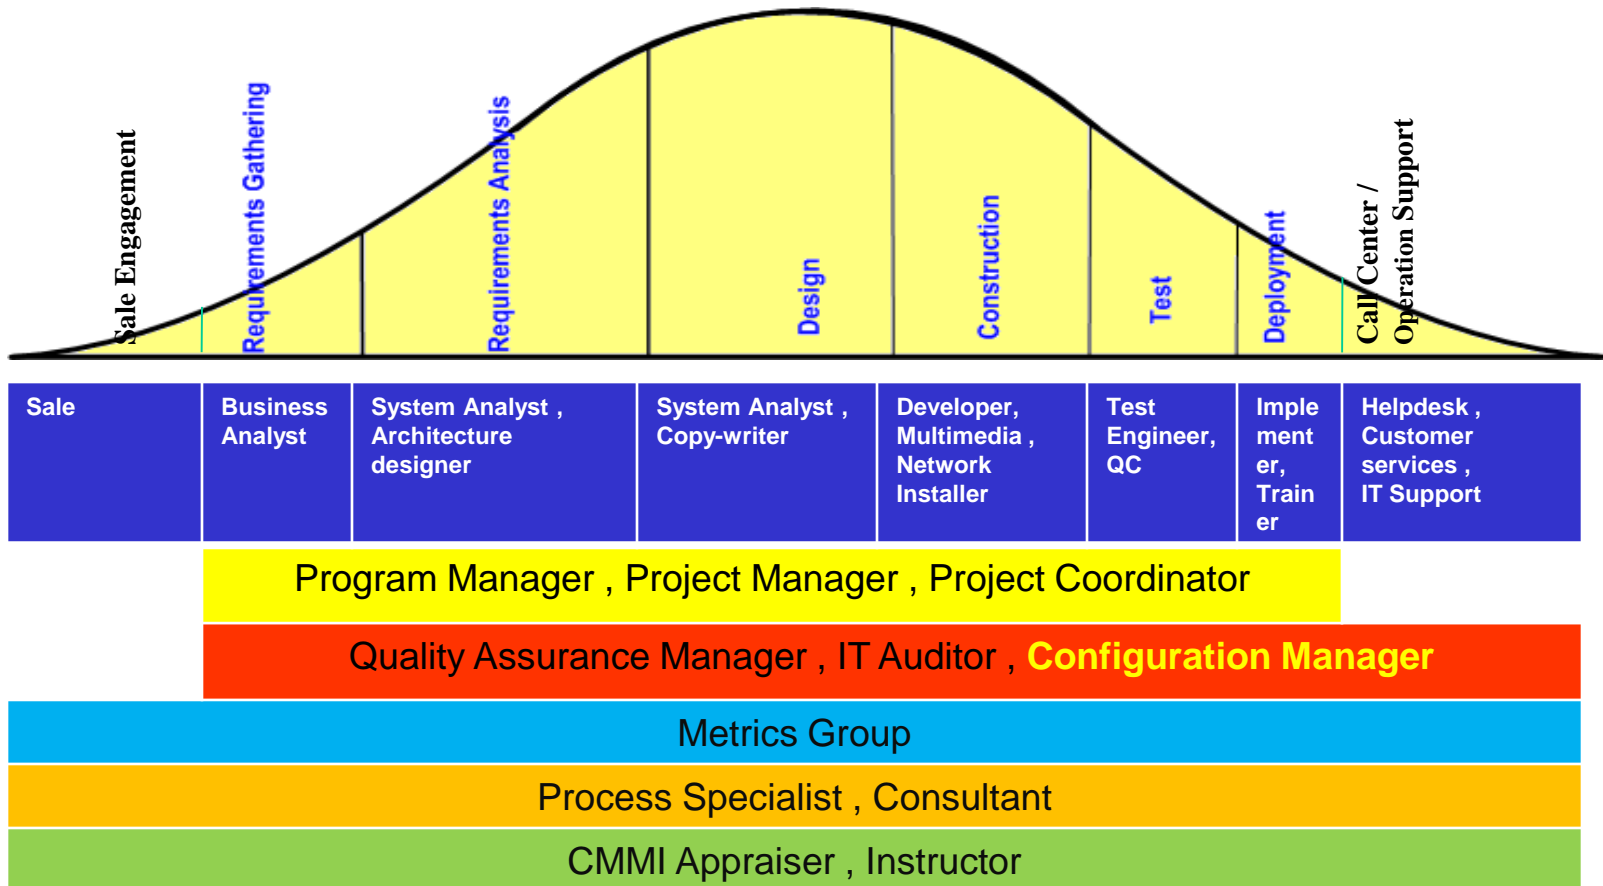 Sale Engagement
Requirements Gathering
Requirements Analysis
Design
Construction
Test
Deployment
Call Center /
Operation Support
Sale
Business
Analyst
System Analyst ,
Architecture
designer
System Analyst ,
Copy-writer
Developer,
Multimedia ,
Network
Installer
Test
Engineer,
QC
Imple
ment
er,
Train
er
Helpdesk ,
Customer
services ,
IT Support
Program Manager , Project Manager , Project Coordinator
Quality Assurance Manager , IT Auditor , Configuration Manager
Metrics Group
Process Specialist , Consultant
CMMI Appraiser , Instructor